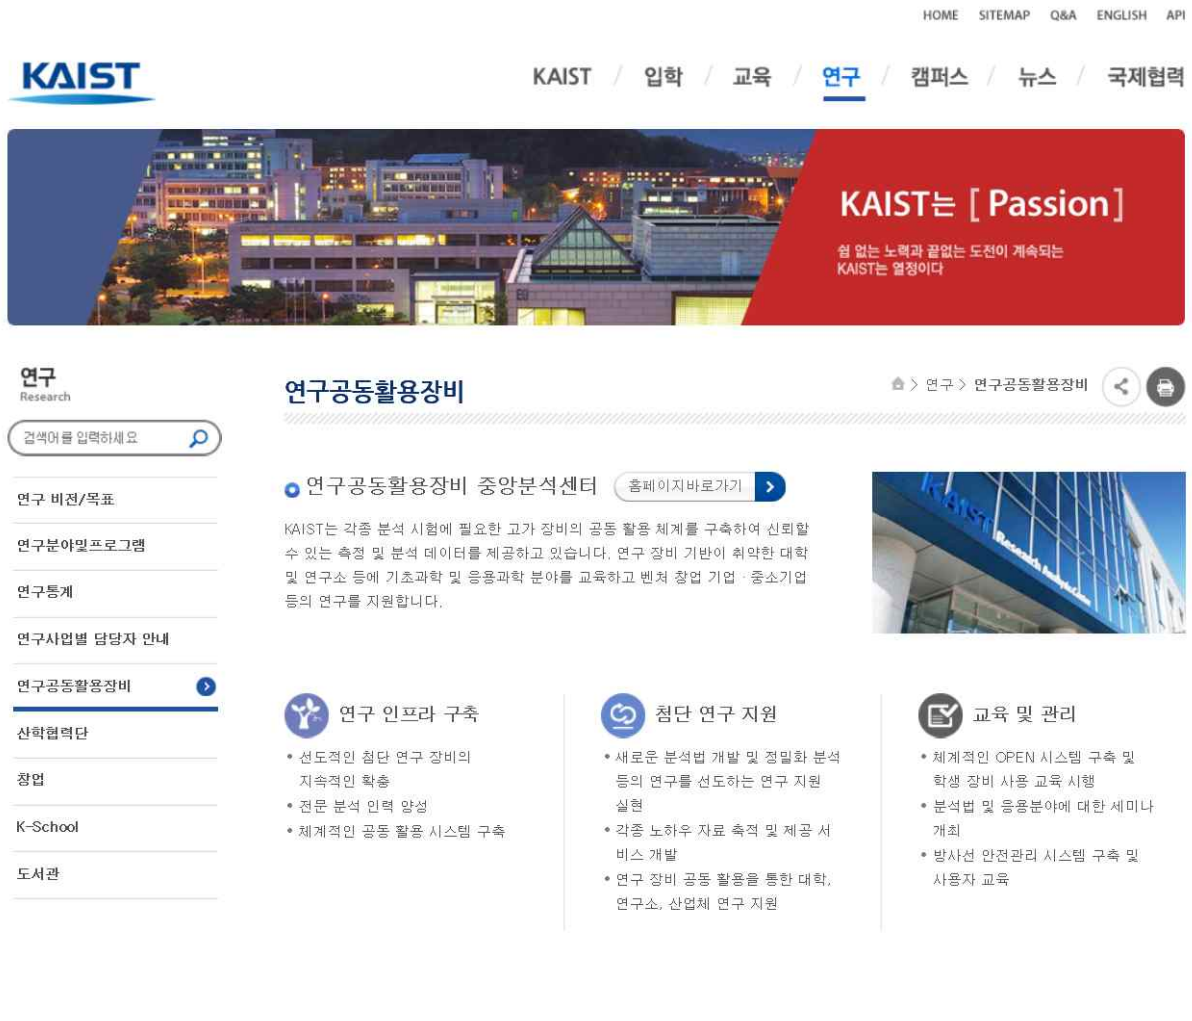 HOME SITEMAP Q&A ENGLISH API
KAIST
KAIST / 입학 / 교육 / 연구 / 캠퍼스 / 뉴스 / 국제협력
KAIST는 [ Passion ]
쉼 없는 노력과 끝없는 도전이 계속되는
KAIST는 열정이다
EQ
연구
Research
검색어를 입력하세요
연구 비전/목표
연구분야및프로그램
연구통계
연구사업별 담당자 안내
연구공동활용장비
산학협력단
창업
K-School
도서관
연구공동활용장비
> 연구 > 연구공동활용장비
연구공동활용장비 중앙분석센터
홈페이지바로가기
KAIST는 각종 분석 시험에 필요한 고가 장비의 공동 활용 체계를 구축하여 신뢰할
수 있는 측정 및 분석 데이터를 제공하고 있습니다. 연구 장비 기반이 취약한 대학
및 연구소 등에 기초과학 및 응용과학 분야를 교육하고 벤처 창업 기업 · 중소기업
등의 연구를 지원합니다.
KAIST
Research Analysis Center
연구 인프라 구축
• 선도적인 첨단 연구 장비의
지속적인 확충
• 전문 분석 인력 양성
• 체계적인 공동 활용 시스템 구축
첨단 연구 지원
• 새로운 분석법 개발 및 정밀화 분석
등의 연구를 선도하는 연구 지원
실현
• 각종 노하우 자료 축적 및 제공 서
비스 개발
• 연구 장비 공동 활용을 통한 대학,
연구소, 산업체 연구 지원
교육 및 관리
• 체계적인 OPEN 시스템 구축 및
학생 장비 사용 교육 시행
• 분석법 및 응용분야에 대한 세미나
개최
• 방사선 안전관리 시스템 구축 및
사용자 교육